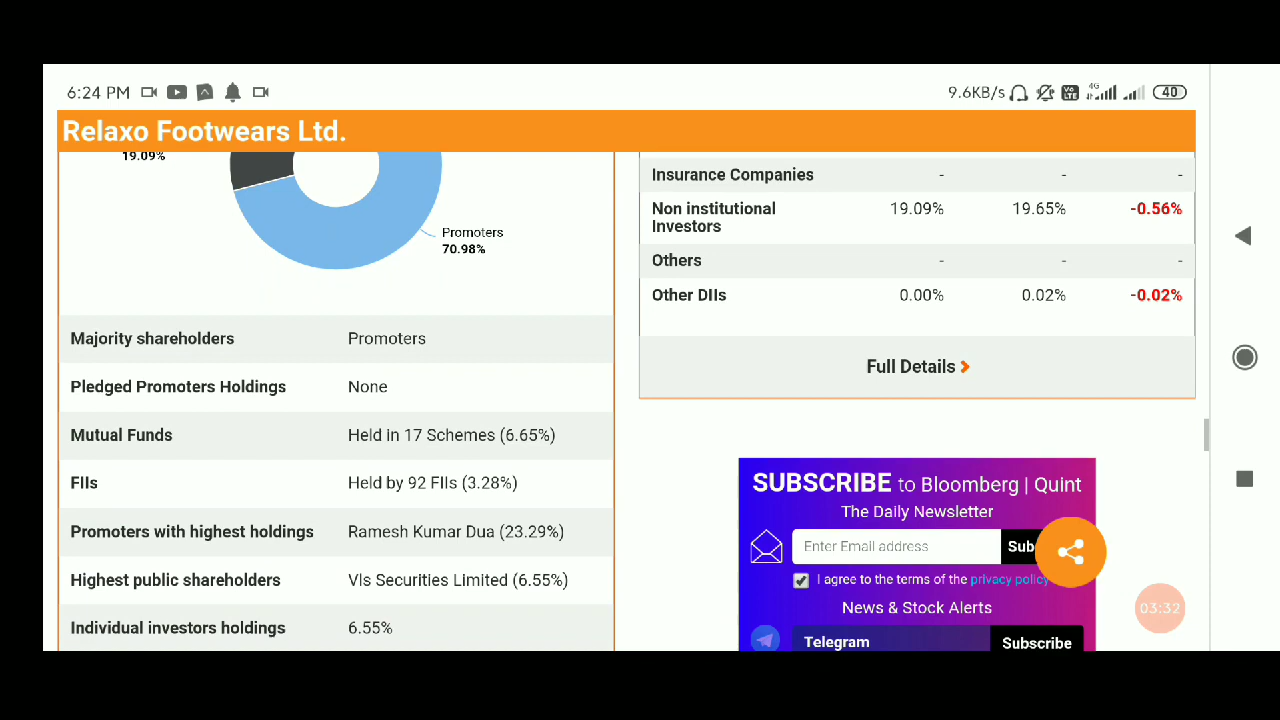 6:24 PM
9.6KB/s
4G
Vo
LTE
40
Relaxo Footwears Ltd.
19.09%
Promoters
70.98%
Majority shareholders Promoters
Pledged Promoters Holdings None
Mutual Funds Held in 17 Schemes (6.65%)
FIIs Held by 92 FIIs (3.28%)
Promoters with highest holdings Ramesh Kumar Dua (23.29%)
Highest public shareholders Vls Securities Limited (6.55%)
Individual investors holdings 6.55%
Insurance Companies - - -
Non institutional 19.09% 19.65% -0.56%
Investors
Others - - -
Other DIIs 0.00% 0.02% -0.02%
Full Details
SUBSCRIBE to Bloomberg | Quint
The Daily Newsletter
Enter Email address Sub
I agree to the terms of the privacy policy
News & Stock Alerts
Telegram Subscribe
03:32